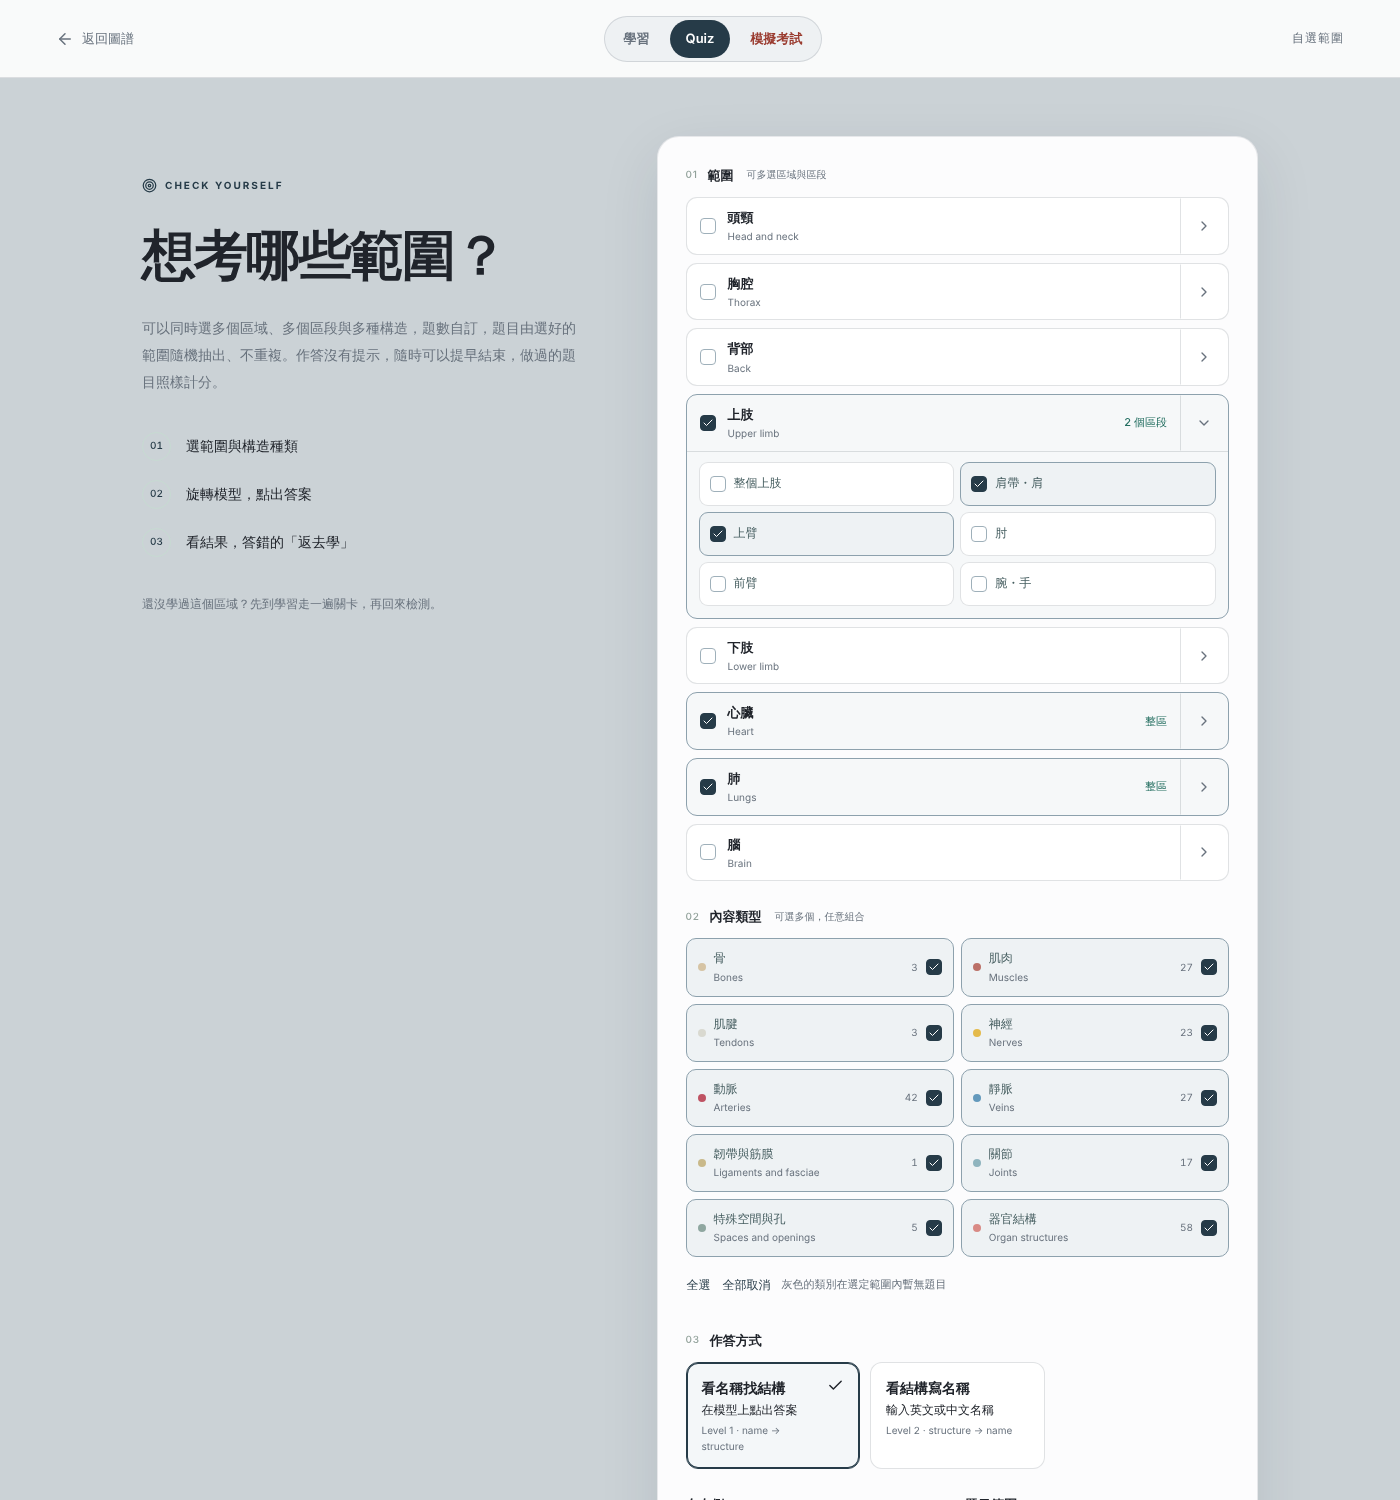 返回圖譜
學習
Quiz
模擬考試
自選範圍
CHECK YOURSELF
想考哪些範圍？
可以同時選多個區域、多個區段與多種構造，題數自訂，題目由選好的
範圍隨機抽出、不重複。作答沒有提示，隨時可以提早結束，做過的題
目照樣計分。
01 選範圍與構造種類
02 旋轉模型，點出答案
03 看結果，答錯的「返去學」
還沒學過這個區域？先到學習走一遍關卡，再回來檢測。
01 範圍 可多選區域與區段
頭頸
Head and neck
胸腔
Thorax
背部
Back
上肢
Upper limb
2 個區段
整個上肢
肩帶・肩
上臂
肘
前臂
腕・手
下肢
Lower limb
心臟
Heart
整區
肺
Lungs
整區
腦
Brain
02 內容類型 可選多個，任意組合
骨
Bones
3
肌肉
Muscles
27
肌腱
Tendons
3
神經
Nerves
23
動脈
Arteries
42
靜脈
Veins
27
韌帶與筋膜
Ligaments and fasciae
1
關節
Joints
17
特殊空間與孔
Spaces and openings
5
器官結構
Organ structures
58
全選 全部取消 灰色的類別在選定範圍內暫無題目
03 作答方式
看名稱找結構
在模型上點出答案
Level 1 · name →
structure
看結構寫名稱
輸入英文或中文名稱
Level 2 · structure → name